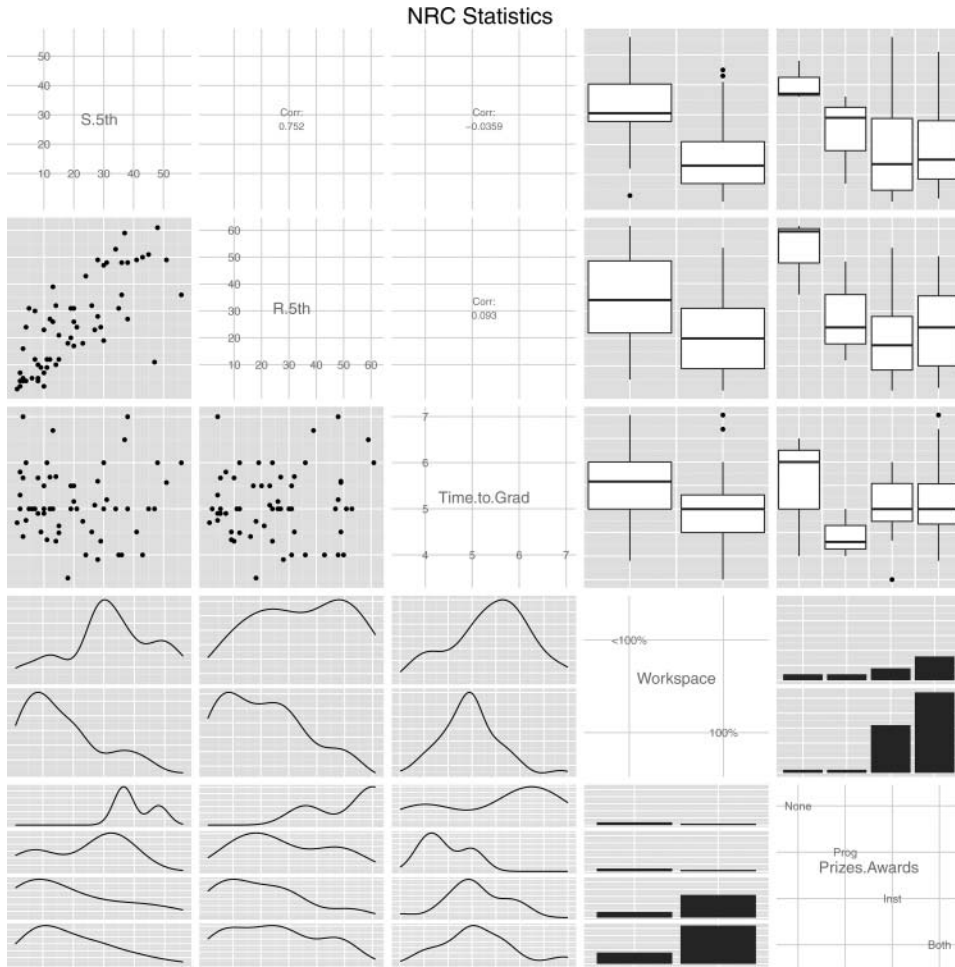 NRC Statistics
50
40
30
20
10
S.5th
10 20 30 40 50
Corr:
0.752
Corr:
−0.0359
60
50
40
30
20
10
R.5th
10 20 30 40 50 60
Corr:
0.093
7
6
5
4
Time.to.Grad
4 5 6 7
<100%
Workspace
100%
None
Prog
Prizes.Awards
Inst
Both